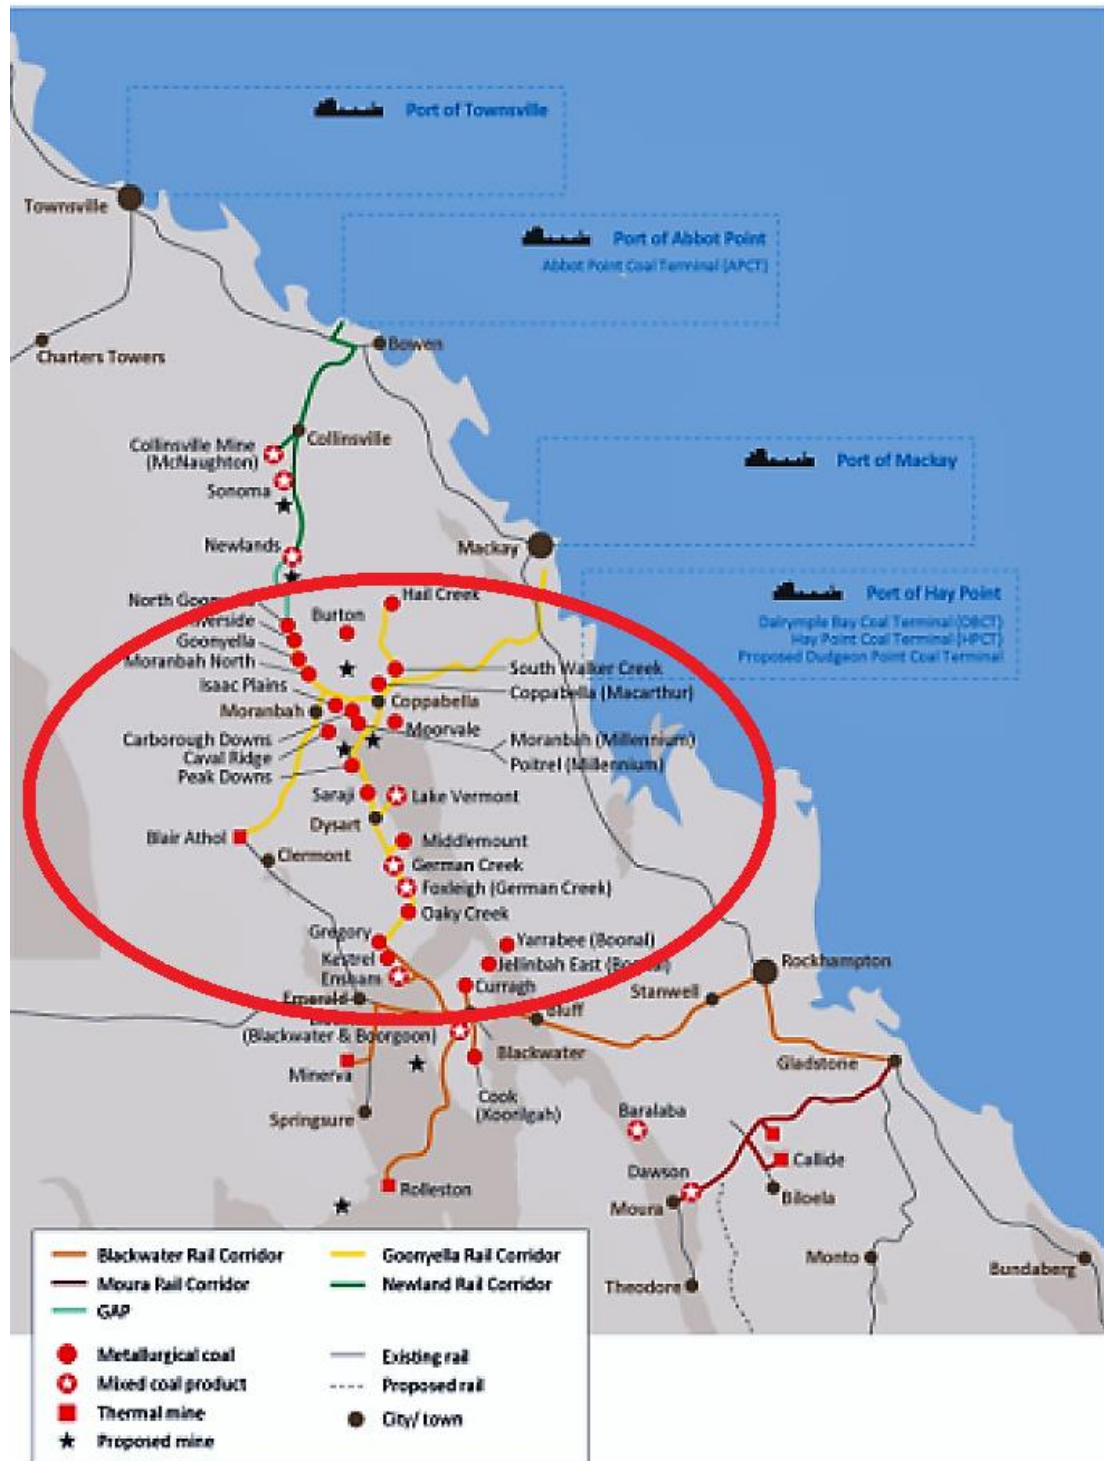 Port of Townsville
Townsville
Port of Abbot Point
Abbot Point Coal Terminal (APCT)
Charters Towers
Bowen
Collinsville
Collinsville Mine
(McNaughton)
Port of Mackay
Sonoma
Newlands
Mackay
Port of Hay Point
Dalrymple Bay Coal Terminal (DBCT)
Hay Point Coal Terminal (HPCT)
Proposed Dudgeon Point Coal Terminal
Hail Creek
North
Burton
Goonyella
Moranbah North
South Walker Creek
Isaac Plains
Coppabella (Macarthur)
Coppabella
Moranbah
Moorvale
Carborough Downs
Moranbah (Millennium)
Caval Ridge
Poitrel (Millennium)
Peak Downs
Saraji
Lake Vermont
Dysart
Blair Athol
Middlemount
Clermont
German Creek
Foxleigh (German Creek)
Oaky Creek
Gregory
Yarrabee (Boonal)
Kestrel
Jellinbah East
Rockhampton
Ensham
Curragh
Stanwell
Emerald
Bluff
(Blackwater & Boorgoon)
Blackwater
Gladstone
Minerva
Cook
(Koorilgah)
Springsure
Baralaba
Callide
Dawson
Rolleston
Biloela
Moura
Monto
Bundaberg
Theodore
Blackwater Rail Corridor
Goonyella Rail Corridor
Moura Rail Corridor
Newland Rail Corridor
GAP
Metallurgical coal
Existing rail
Mixed coal product
Proposed rail
Thermal mine
City/ town
Proposed mine